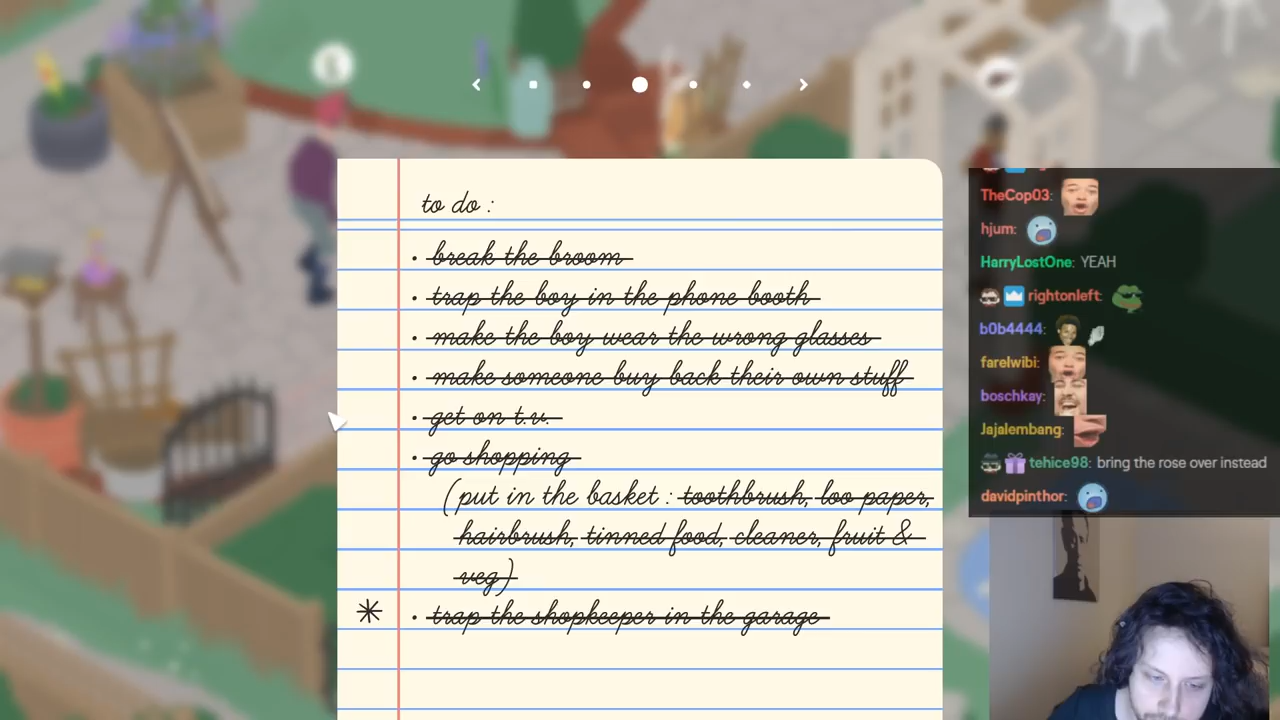 to do :
• break the broom
• trap the boy in the phone booth
• make the boy wear the wrong glasses
• make someone buy back their own stuff
• get on t.v.
• go shopping
(put in the basket : toothbrush, loo paper,
hairbrush, tinned food, cleaner, fruit &
veg)
• trap the shopkeeper in the garage
TheCop03:
hjum:
HarryLostOne: YEAH
rightonleft:
b0b4444:
farelwibi:
boschkay:
Jajalembang:
tehice98: bring the rose over instead
davidpinthor: